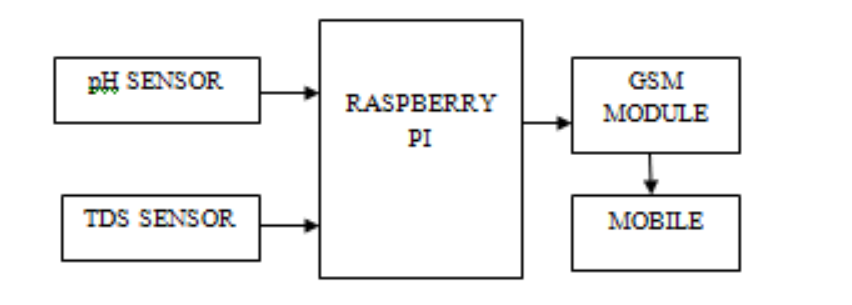 pH SENSOR
TDS SENSOR
RASPBERRY
PI
GSM
MODULE
MOBILE